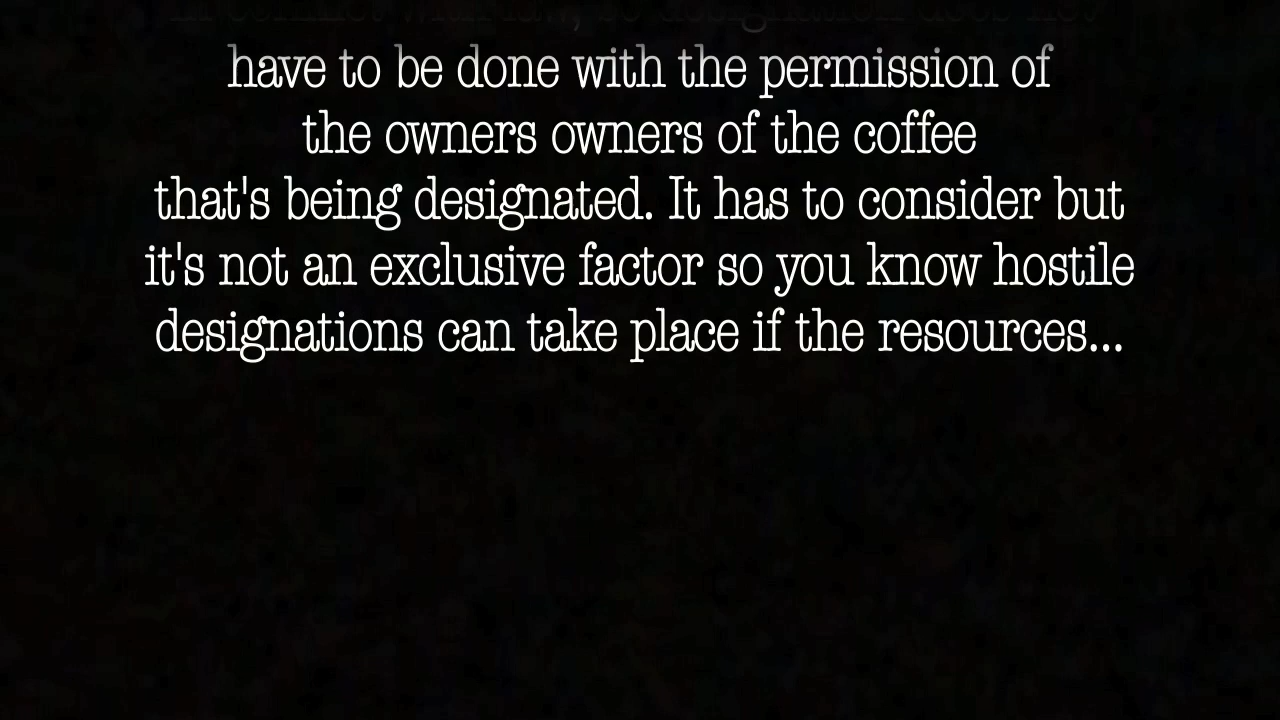 have to be done with the permission of
the owners owners of the coffee
that's being designated. It has to consider but
it's not an exclusive factor so you know hostile
designations can take place if the resources...